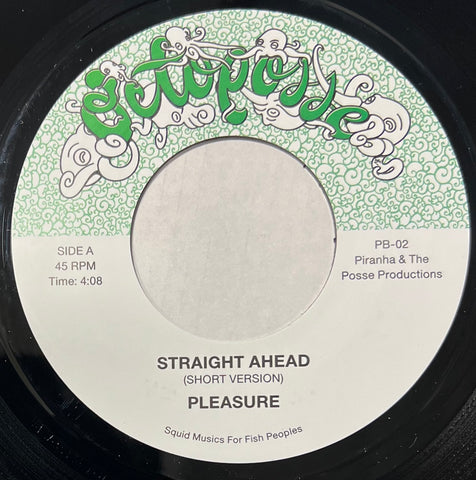 Octoposse
SIDE A
45 RPM
Time: 4:08
PB-02
Piranha & The
Posse Productions
STRAIGHT AHEAD
(SHORT VERSION)
PLEASURE
Squid Musics For Fish Peoples